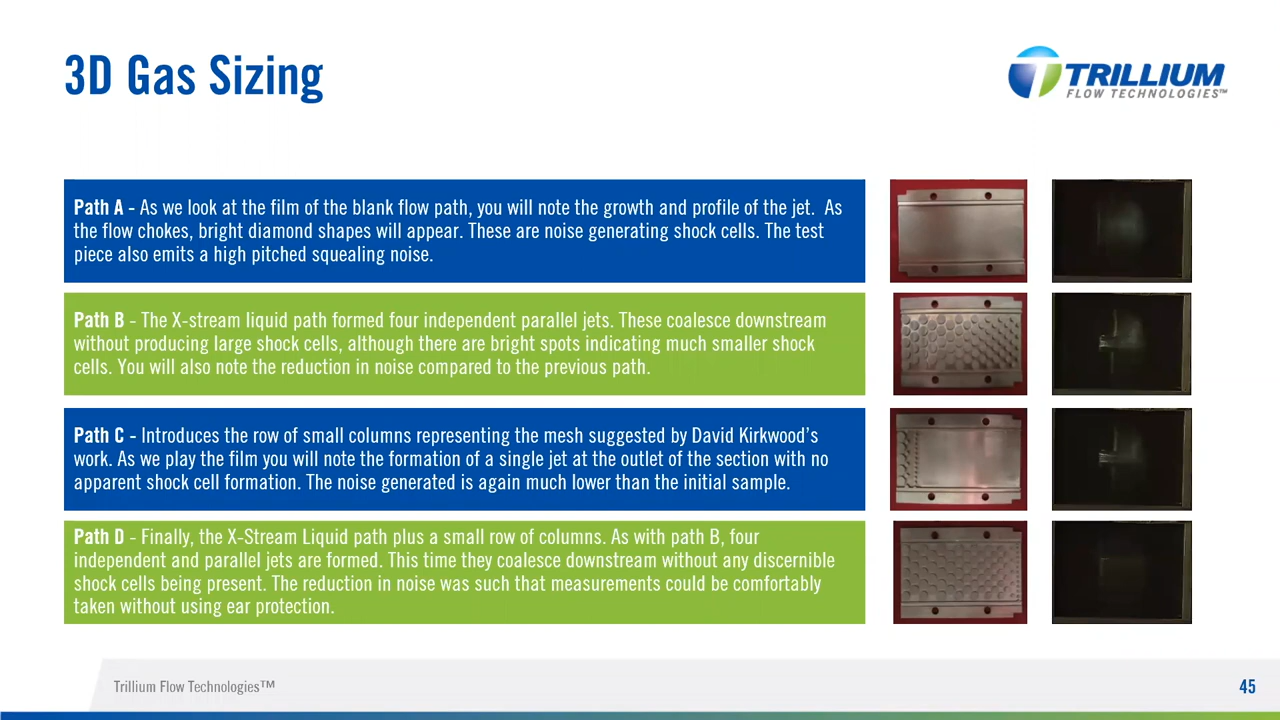 3D Gas Sizing
TRILLIUM
FLOW TECHNOLOGIES™
Path A - As we look at the film of the blank flow path, you will note the growth and profile of the jet.  As
the flow chokes, bright diamond shapes will appear. These are noise generating shock cells. The test
piece also emits a high pitched squealing noise.
Path B - The X-stream liquid path formed four independent parallel jets. These coalesce downstream
without producing large shock cells, although there are bright spots indicating much smaller shock
cells. You will also note the reduction in noise compared to the previous path.
Path C - Introduces the row of small columns representing the mesh suggested by David Kirkwood’s
work. As we play the film you will note the formation of a single jet at the outlet of the section with no
apparent shock cell formation. The noise generated is again much lower than the initial sample.
Path D - Finally, the X-Stream Liquid path plus a small row of columns. As with path B, four
independent and parallel jets are formed. This time they coalesce downstream without any discernible
shock cells being present. The reduction in noise was such that measurements could be comfortably
taken without using ear protection.
Trillium Flow Technologies™
45